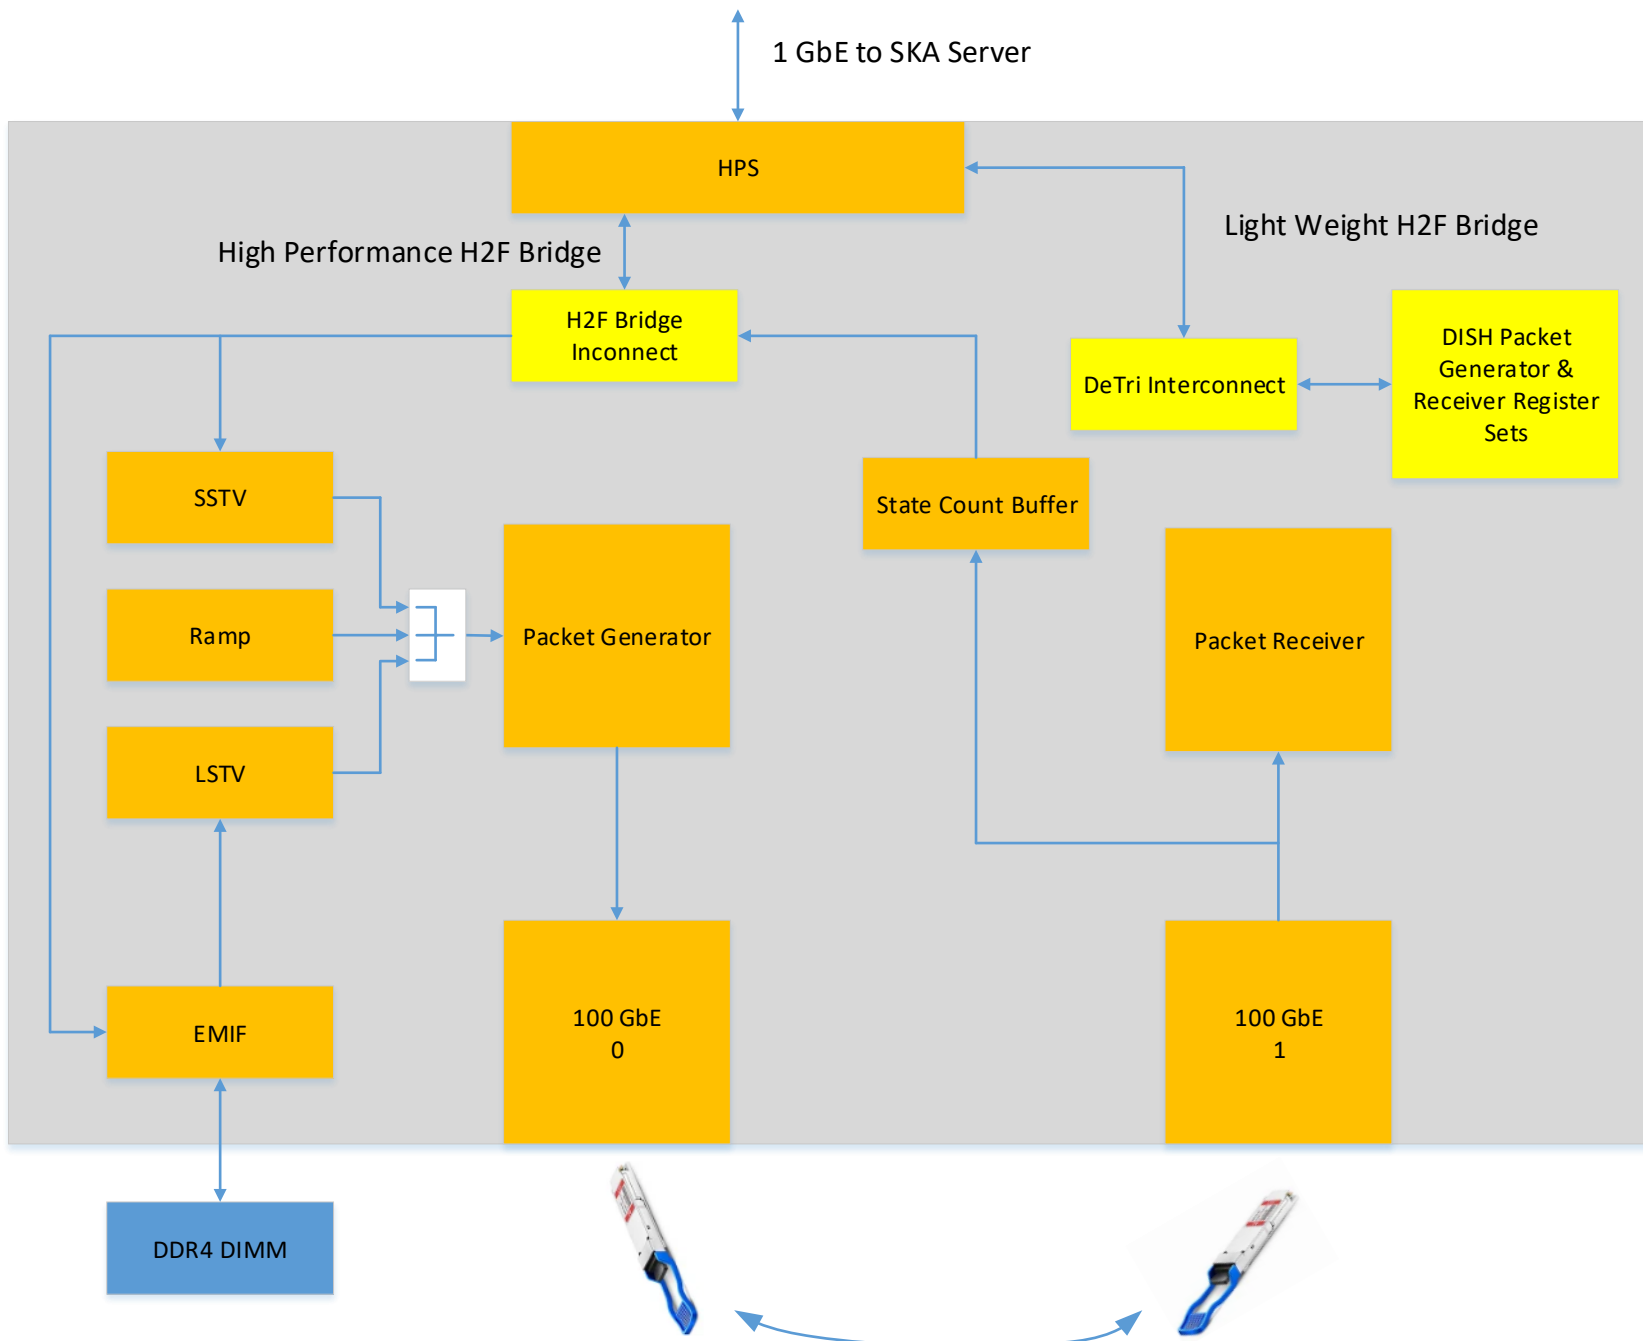 1 GbE to SKA Server
HPS
High Performance H2F Bridge
Light Weight H2F Bridge
H2F Bridge
Inconnect
DeTri Interconnect
DISH Packet
Generator &
Receiver Register
Sets
SSTV
State Count Buffer
Ramp
Packet Generator
Packet Receiver
LSTV
EMIF
100 GbE
0
100 GbE
1
DDR4 DIMM